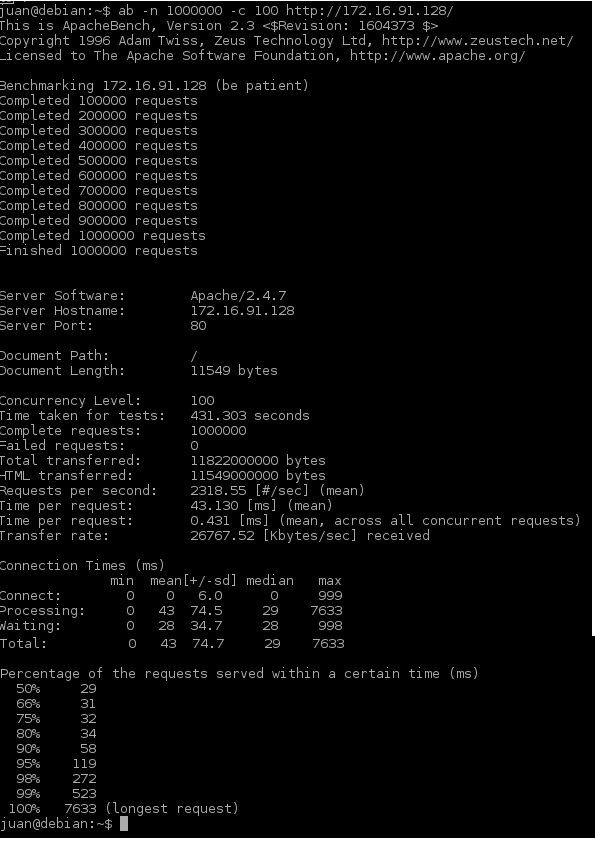 juan@debian:~$ ab -n 1000000 -c 100 http://172.16.91.128/
This is ApacheBench, Version 2.3 <$Revision: 1604373 $>
Copyright 1996 Adam Twiss, Zeus Technology Ltd, http://www.zeustech.net/
Licensed to The Apache Software Foundation, http://www.apache.org/

Benchmarking 172.16.91.128 (be patient)
Completed 100000 requests
Completed 200000 requests
Completed 300000 requests
Completed 400000 requests
Completed 500000 requests
Completed 600000 requests
Completed 700000 requests
Completed 800000 requests
Completed 900000 requests
Completed 1000000 requests
Finished 1000000 requests


Server Software:        Apache/2.4.7
Server Hostname:        172.16.91.128
Server Port:            80

Document Path:          /
Document Length:        11549 bytes

Concurrency Level:      100
Time taken for tests:   431.303 seconds
Complete requests:      1000000
Failed requests:        0
Total transferred:      11822000000 bytes
HTML transferred:       11549000000 bytes
Requests per second:    2318.55 [#/sec] (mean)
Time per request:       43.130 [ms] (mean)
Time per request:       0.431 [ms] (mean, across all concurrent requests)
Transfer rate:          26767.52 [Kbytes/sec] received

Connection Times (ms)
              min  mean[+/-sd] median   max
Connect:        0    0   6.0      0     999
Processing:     0   43  74.5     29    7633
Waiting:        0   28  34.7     28     998
Total:          0   43  74.7     29    7633

Percentage of the requests served within a certain time (ms)
  50%     29
  66%     31
  75%     32
  80%     34
  90%     58
  95%    119
  98%    272
  99%    523
 100%   7633 (longest request)
juan@debian:~$